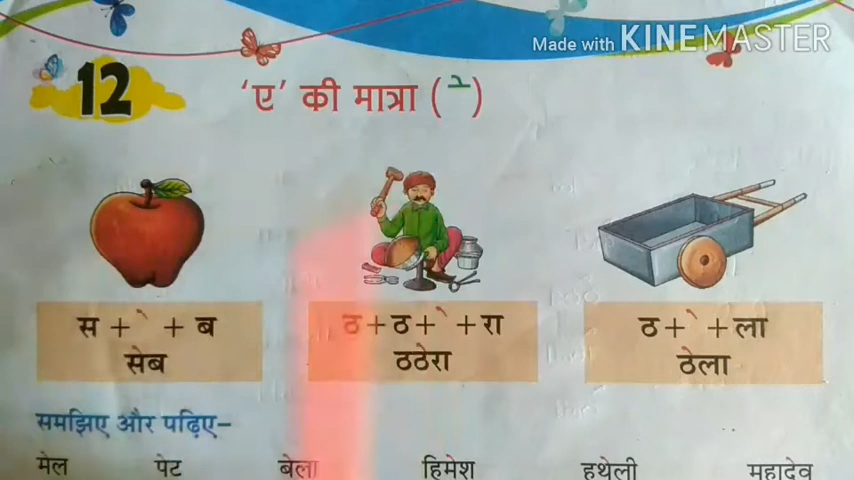 Made with KINEMASTER
12
'ए' की मात्रा ( े )
स + े + ब
सेब
ठ + ठ + े + रा
ठठेरा
ठ + े + ला
ठेला
समझिए और पढ़िए-
मेल पेट बेला हिमेश हथेली महादेव